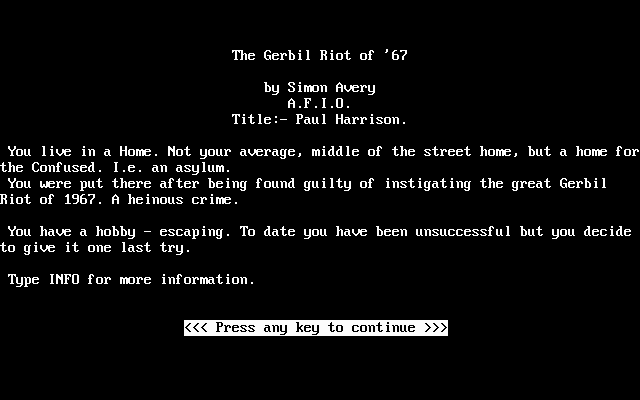 The Gerbil Riot of '67
by Simon Avery
A.F.I.O.
Title:- Paul Harrison.
You live in a Home. Not your average, middle of the street home, but a home for
the Confused. I.e. an asylum.
You were put there after being found guilty of instigating the great Gerbil
Riot of 1967. A heinous crime.
You have a hobby - escaping. To date you have been unsuccessful but you decide
to give it one last try.
Type INFO for more information.
<<< Press any key to continue >>>